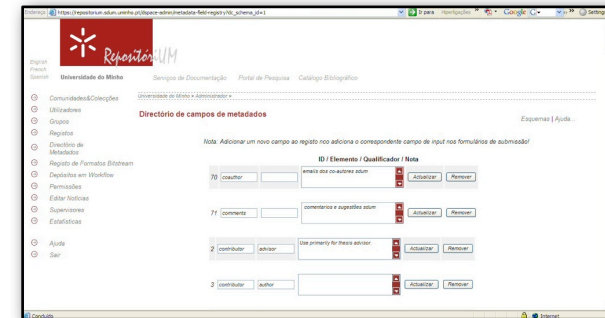 Endereço https://repositorium.sdum.uminho.pt/dspace-admin/metadata-field-registry?dc_schema_id=1 Ir para Hiperligações Google Settings
RepositóriUM
English
French
Spanish
Universidade do Minho Serviços de Documentação Portal de Pesquisa Catálogo Bibliográfico
Comunidades&Colecções
Utilizadores
Grupos
Registos
Directório de
Metadados
Registo de Formatos Bitstream
Depósitos em Workflow
Permissões
Editar Notícias
Supervisores
Estatísticas
Ajuda
Sair
Universidade do Minho > Administrador >
Directório de campos de metadados
Esquemas | Ajuda...
Nota: Adicionar um novo campo ao registo nco adiciona o correspondente campo de input nos formulários de submissão!
ID / Elemento / Qualificador / Nota
70 coauthor emails dos co-autores sdum Actualizar Remover
71 comments comentarios e sugestões sdum Actualizar Remover
2 contributor advisor Use primarily for thesis advisor. Actualizar Remover
3 contributor author Actualizar Remover
Concluído Internet